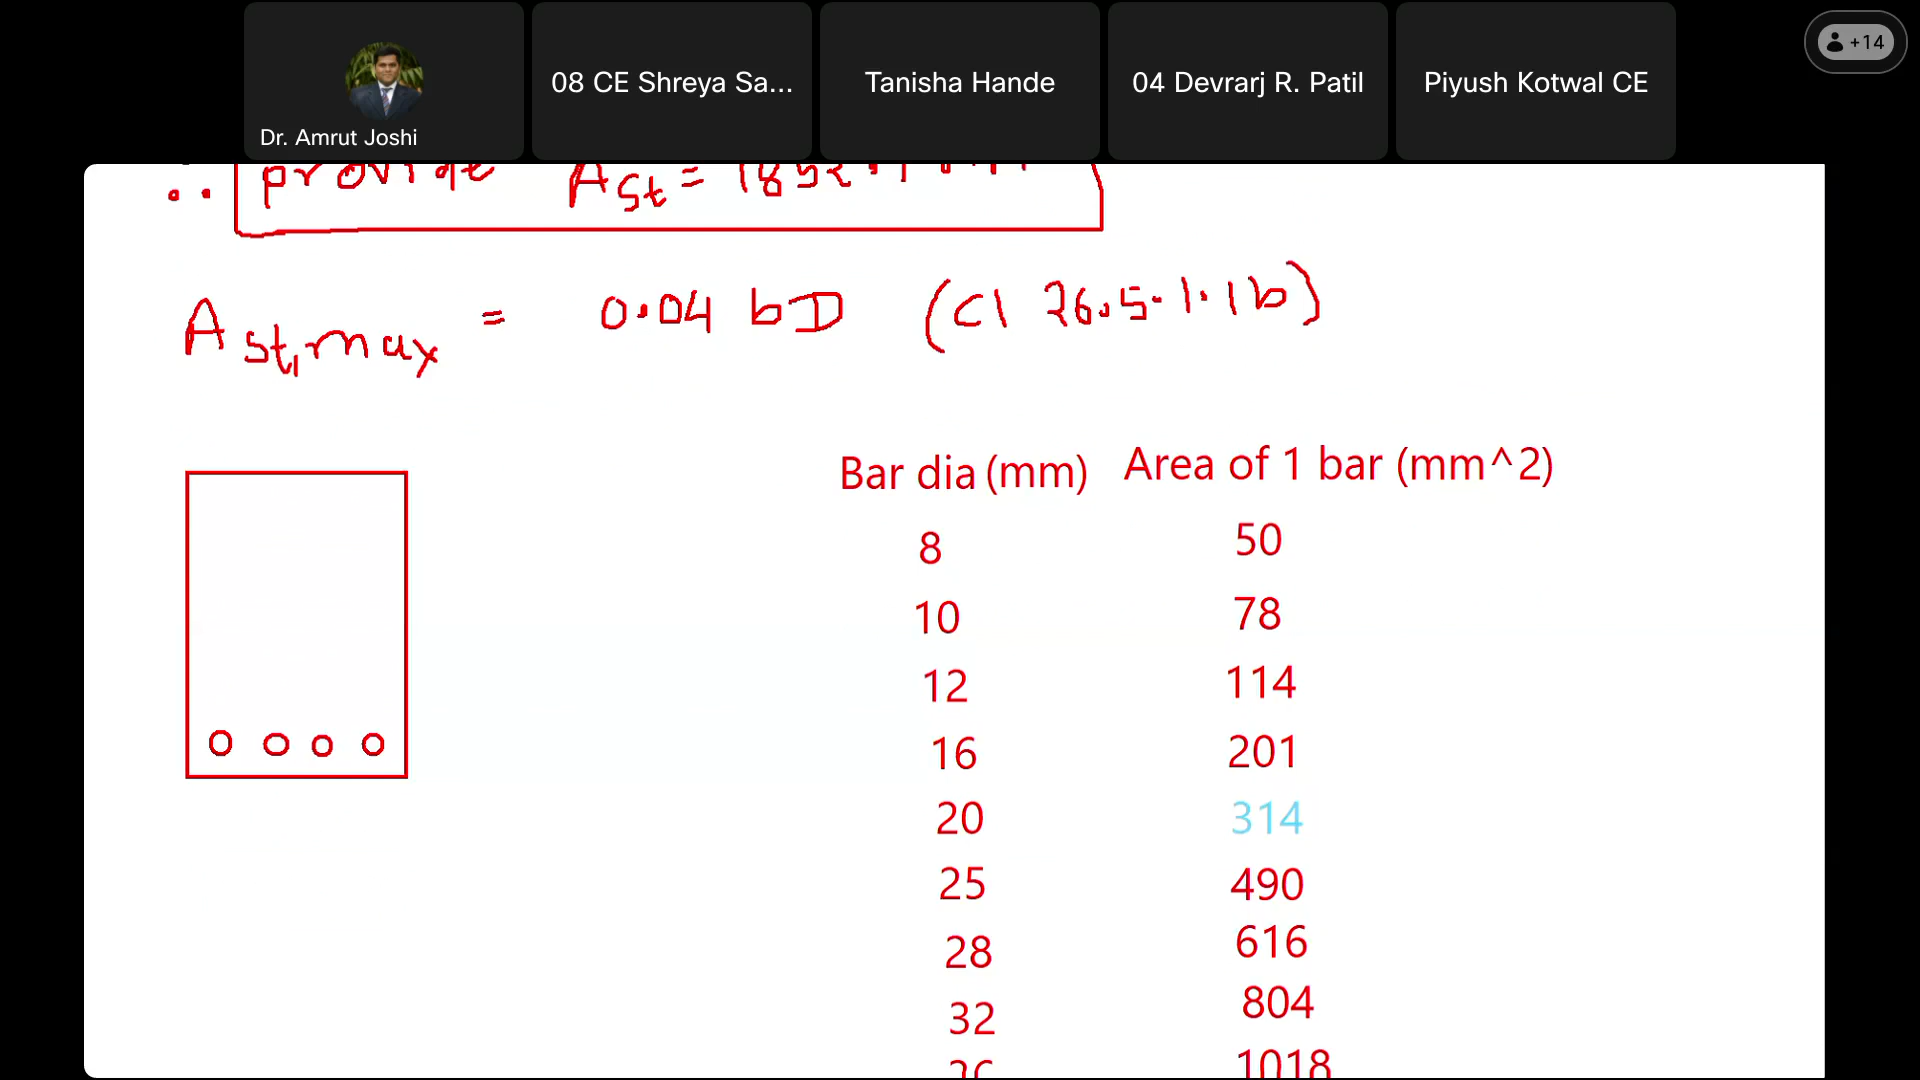 +14
08 CE Shreya Sa...
Tanisha Hande
04 Devrarj R. Patil
Piyush Kotwal CE
Dr. Amrut Joshi
∴ provide Ast =
Ast,max = 0.04 bD (Cl 26.5.1.1b)
Bar dia (mm) Area of 1 bar (mm^2)
8 50
10 78
12 114
16 201
20 314
25 490
28 616
32 804
1018